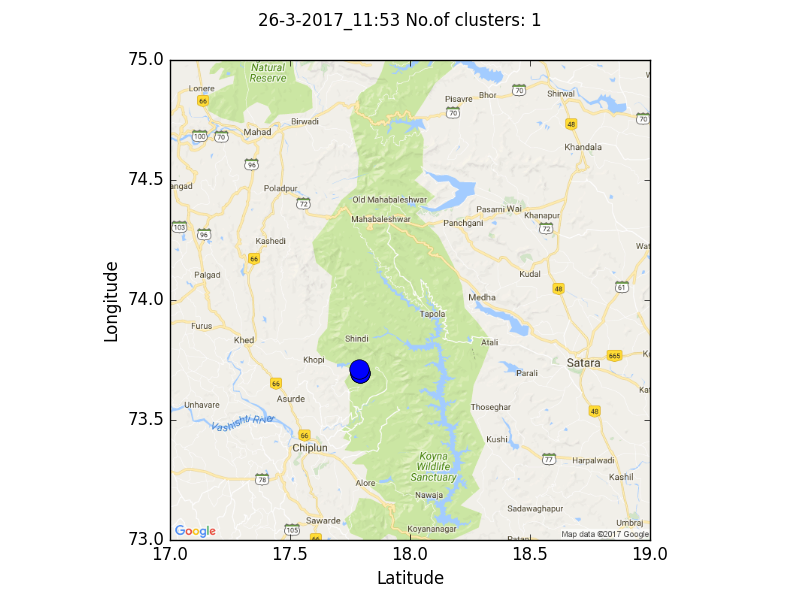 26-3-2017_11:53 No.of clusters: 1
75.0
74.5
74.0
73.5
73.0
Longitude
17.0 17.5 18.0 18.5 19.0
Latitude
Natural
Reserve
Lonere
66
100
70
Mahad
Birwadi
96
Pisavre
Bhor
70
Shirwal
70
48
Khandala
angad
Poladpur
72
Old Mahabaleshwar
Mahabaleshwar
Panchgani
Pasarni Wai
Khanapur
72
103
96
Kashedi
66
Palgad
Wat
Kudal
61
48
Medha
Tapola
Furus
Khed
Shindi
Atali
Khopi
665
Satara
Parali
66
Asurde
Unhavare
Vashishti River
66
Chiplun
Thoseghar
48
Kushi
Koyna
Wildlife
Sanctuary
77
Harpalwadi
Kashil
78
Alore
Nawaja
Sadawaghapur
Sawarde
105
66
Koyananagar
Umbraj
Google
Map data ©2017 Google